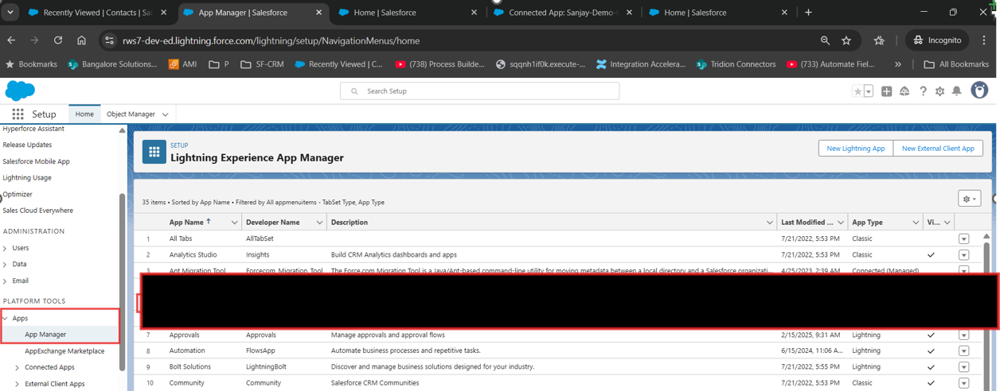 Recently Viewed | Contacts | Sal
App Manager | Salesforce
Home | Salesforce
Connected App: Sanjay-Demo-
Home | Salesforce
rws7-dev-ed.lightning.force.com/lightning/setup/NavigationMenus/home
Incognito
Bookmarks
Bangalore Solutions...
AMI
P
SF-CRM
Recently Viewed | C...
(738) Process Builde...
sqqnh1if0k.execute-...
Integration Accelera...
Tridion Connectors
(733) Automate Fiel...
»
All Bookmarks
Search Setup
Setup
Home
Object Manager
Hyperforce Assistant
Release Updates
Salesforce Mobile App
Lightning Usage
Optimizer
Sales Cloud Everywhere
ADMINISTRATION
Users
Data
Email
PLATFORM TOOLS
Apps
App Manager
AppExchange Marketplace
Connected Apps
External Client Apps
SETUP
Lightning Experience App Manager
New Lightning App
New External Client App
35 items • Sorted by App Name • Filtered by All appmenuitems - TabSet Type, App Type
App Name ↑ Developer Name Description Last Modified ... App Type Vi...
1 All Tabs AllTabSet 7/21/2022, 5:53 PM Classic
2 Analytics Studio Insights Build CRM Analytics dashboards and apps 7/21/2022, 5:53 PM Classic
3 Ant Migration Tool Forcecom_Migration_Tool The Force.com Migration Tool is a Java/Ant-based command-line utility for moving metadata between a local directory and a Salesforce organizati... 4/25/2023, 2:39 AM Connected (Managed)
7 Approvals Approvals Manage approvals and approval flows 2/15/2025, 9:31 AM Lightning
8 Automation FlowsApp Automate business processes and repetitive tasks. 6/15/2024, 11:06 A... Lightning
9 Bolt Solutions LightningBolt Discover and manage business solutions designed for your industry. 7/21/2022, 5:55 PM Lightning
10 Community Community Salesforce CRM Communities 7/21/2022, 5:53 PM Classic